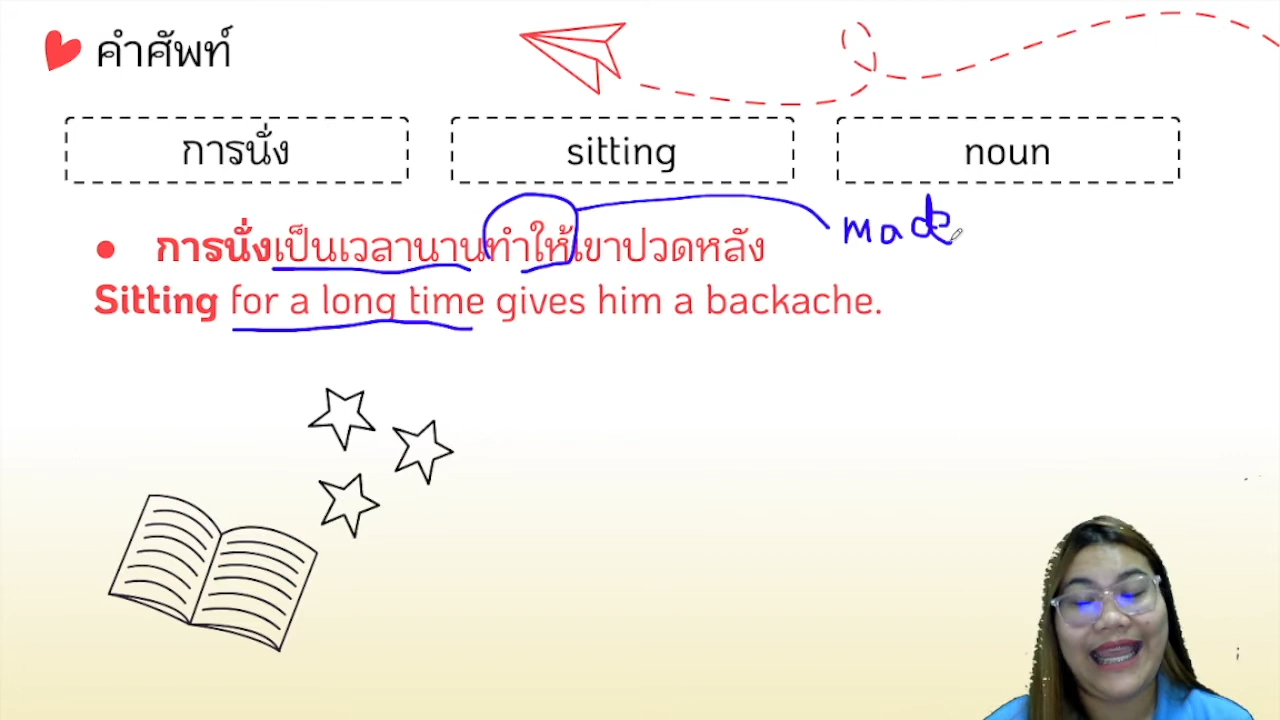 คำศัพท์
การนั่ง sitting noun
● การนั่งเป็นเวลานานทำให้เขาปวดหลัง
made
Sitting for a long time gives him a backache.